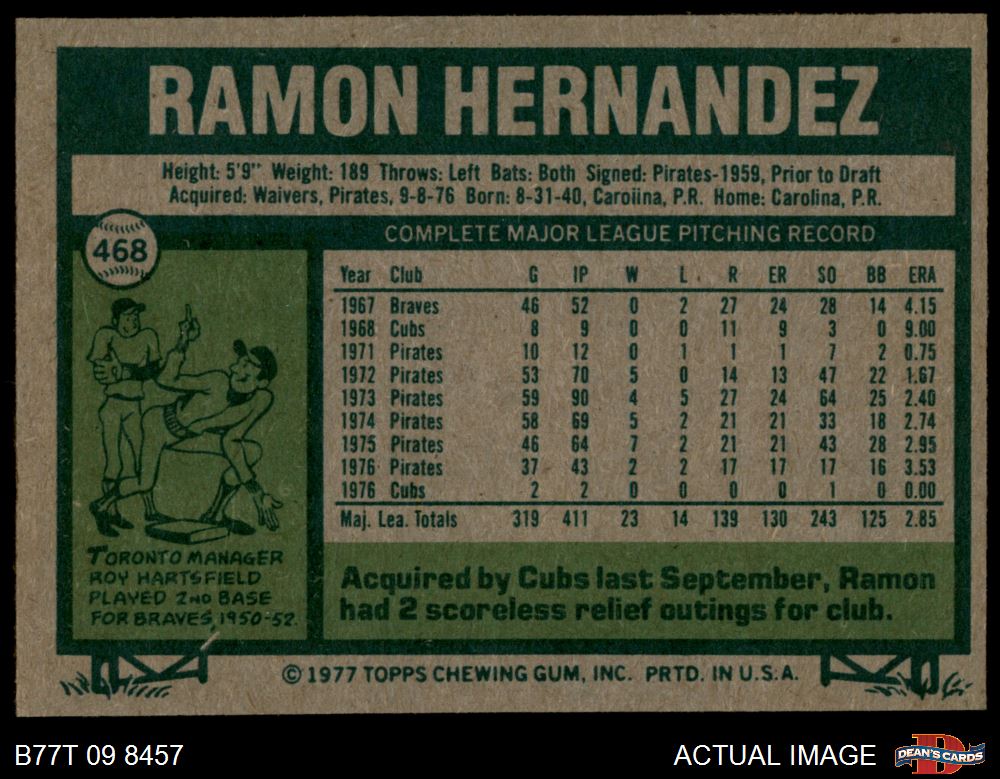 RAMON HERNANDEZ
Height: 5'9" Weight: 189 Throws: Left Bats: Both Signed: Pirates-1959, Prior to Draft
Acquired: Waivers, Pirates, 9-8-76 Born: 8-31-40, Carolina, P.R. Home: Carolina, P.R.
468
COMPLETE MAJOR LEAGUE PITCHING RECORD
Year Club G IP W L R ER SO BB ERA
1967 Braves 46 52 0 2 27 24 28 14 4.15
1968 Cubs 8 9 0 0 11 9 3 0 9.00
1971 Pirates 10 12 0 1 1 1 7 2 0.75
1972 Pirates 53 70 5 0 14 13 47 22 1.67
1973 Pirates 59 90 4 5 27 24 64 25 2.40
1974 Pirates 58 69 5 2 21 21 33 18 2.74
1975 Pirates 46 64 7 2 21 21 43 28 2.95
1976 Pirates 37 43 2 2 17 17 17 16 3.53
1976 Cubs 2 2 0 0 0 0 1 0 0.00
Maj. Lea. Totals 319 411 23 14 139 130 243 125 2.85
TORONTO MANAGER
ROY HARTSFIELD
PLAYED 2ND BASE
FOR BRAVES, 1950-52.
Acquired by Cubs last September, Ramon
had 2 scoreless relief outings for club.
© 1977 TOPPS CHEWING GUM, INC. PRTD. IN U.S.A.
B77T 09 8457
ACTUAL IMAGE
D
DEAN'S CARDS